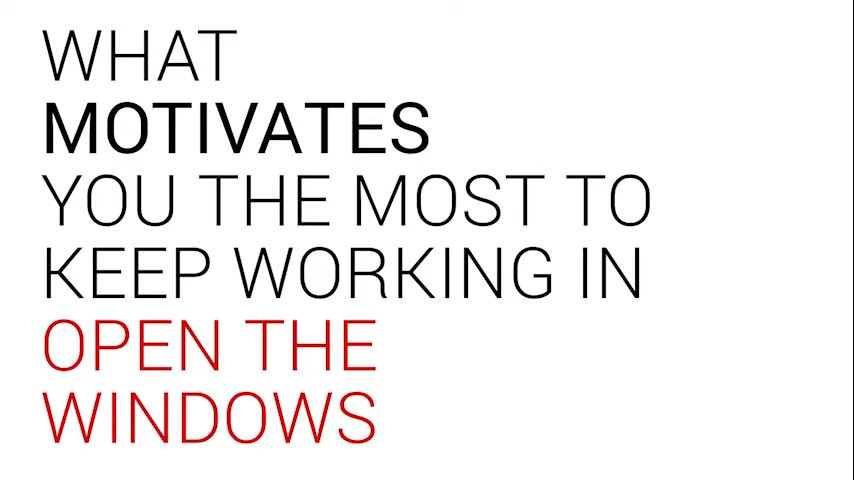 WHAT
MOTIVATES
YOU THE MOST TO
KEEP WORKING IN
OPEN THE
WINDOWS